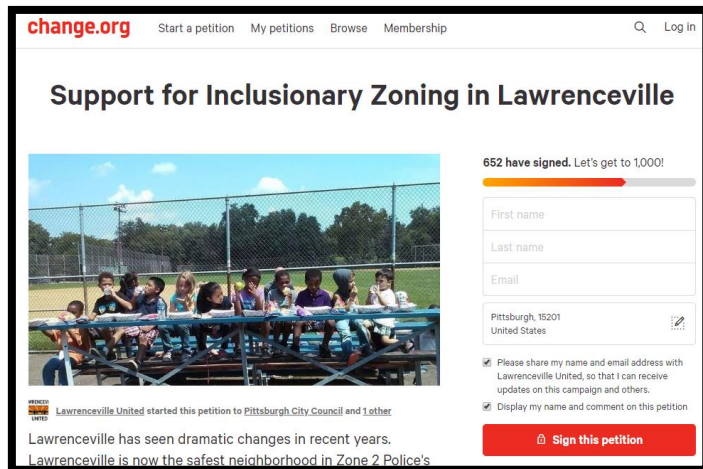 change.org Start a petition My petitions Browse Membership Log in
Support for Inclusionary Zoning in Lawrenceville
652 have signed. Let's get to 1,000!
First name
Last name
Email
Pittsburgh, 15201
United States
Please share my name and email address with
Lawrenceville United, so that I can receive
updates on this campaign and others.
Display my name and comment on this petition
Sign this petition
UNITED
Lawrenceville United started this petition to Pittsburgh City Council and 1 other
Lawrenceville has seen dramatic changes in recent years.
Lawrenceville is now the safest neighborhood in Zone 2 Police's